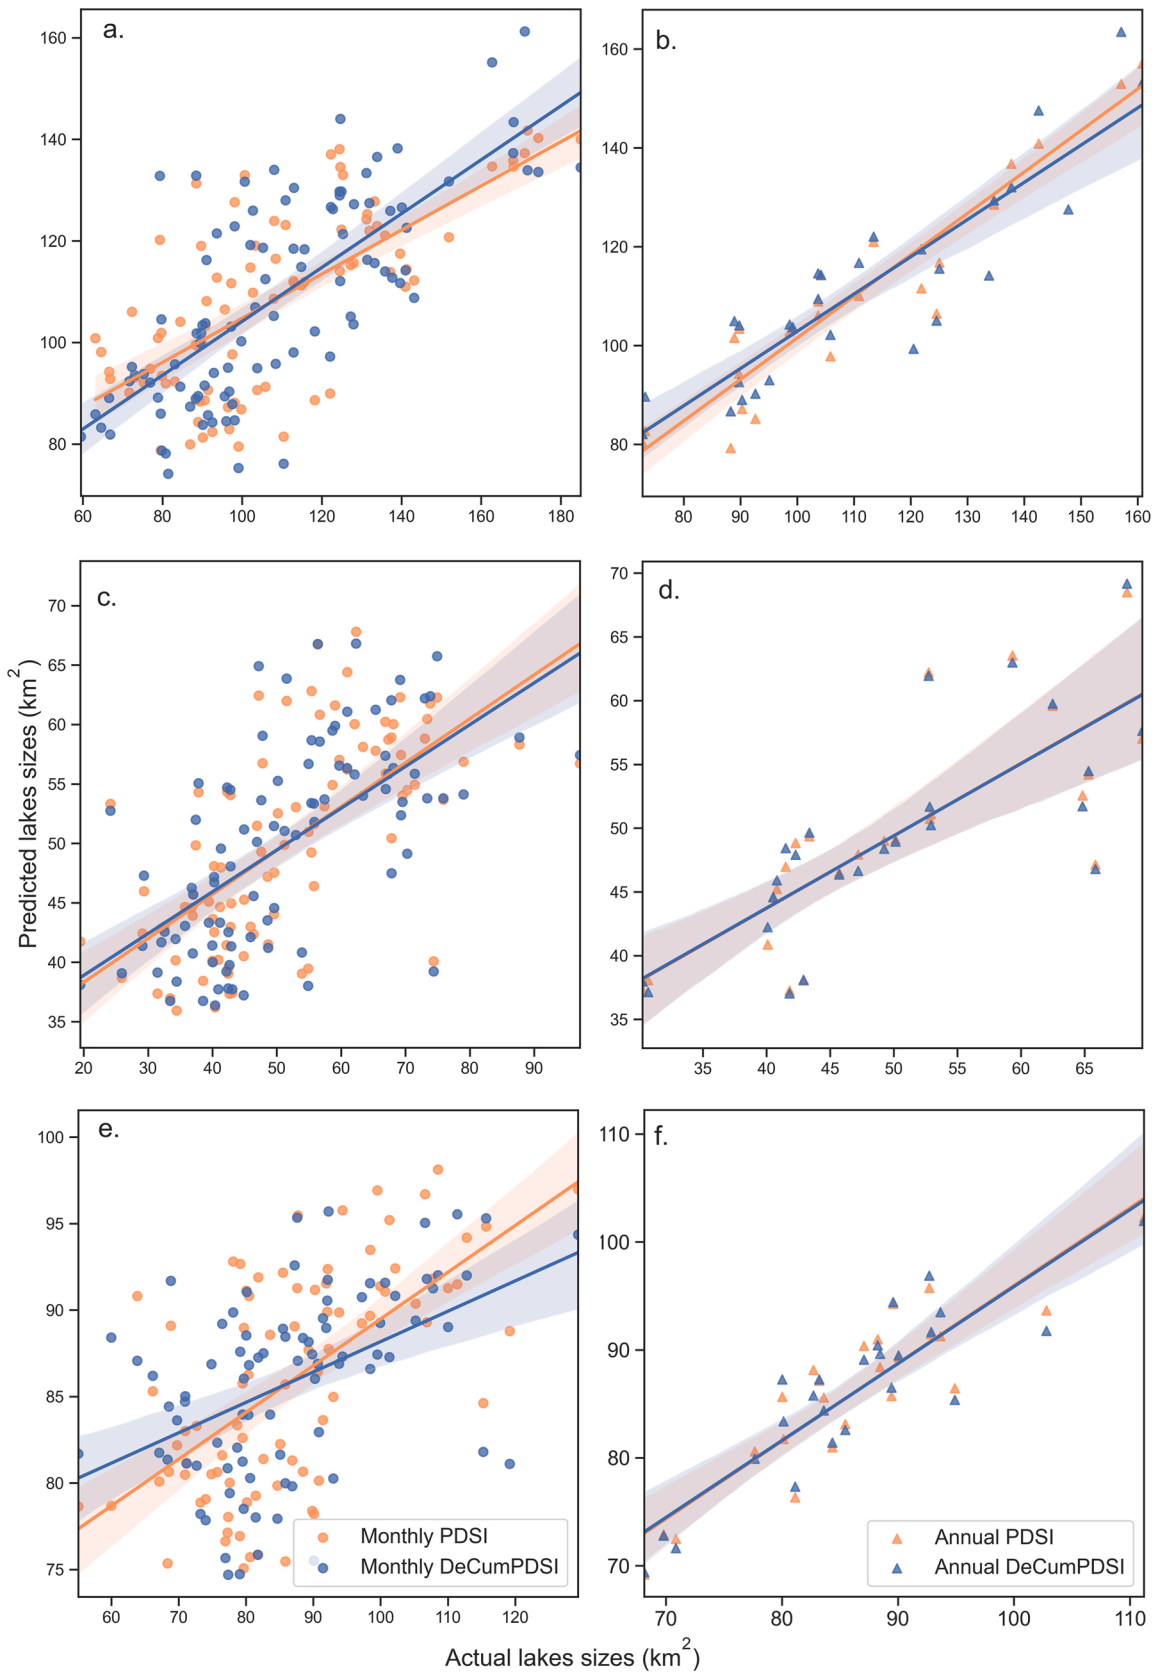 a.
160
140
120
100
80
60 80 100 120 140 160 180
b.
160
140
120
100
80
80 90 100 110 120 130 140 150 160
c.
70
65
60
55
50
45
40
35
20 30 40 50 60 70 80 90
d.
70
65
60
55
50
45
40
35
35 40 45 50 55 60 65
Predicted lakes sizes (km²)
e.
100
95
90
85
80
75
60 70 80 90 100 110 120
Monthly PDSI
Monthly DeCumPDSI
f.
110
100
90
80
70
70 80 90 100 110
Annual PDSI
Annual DeCumPDSI
Actual lakes sizes (km²)